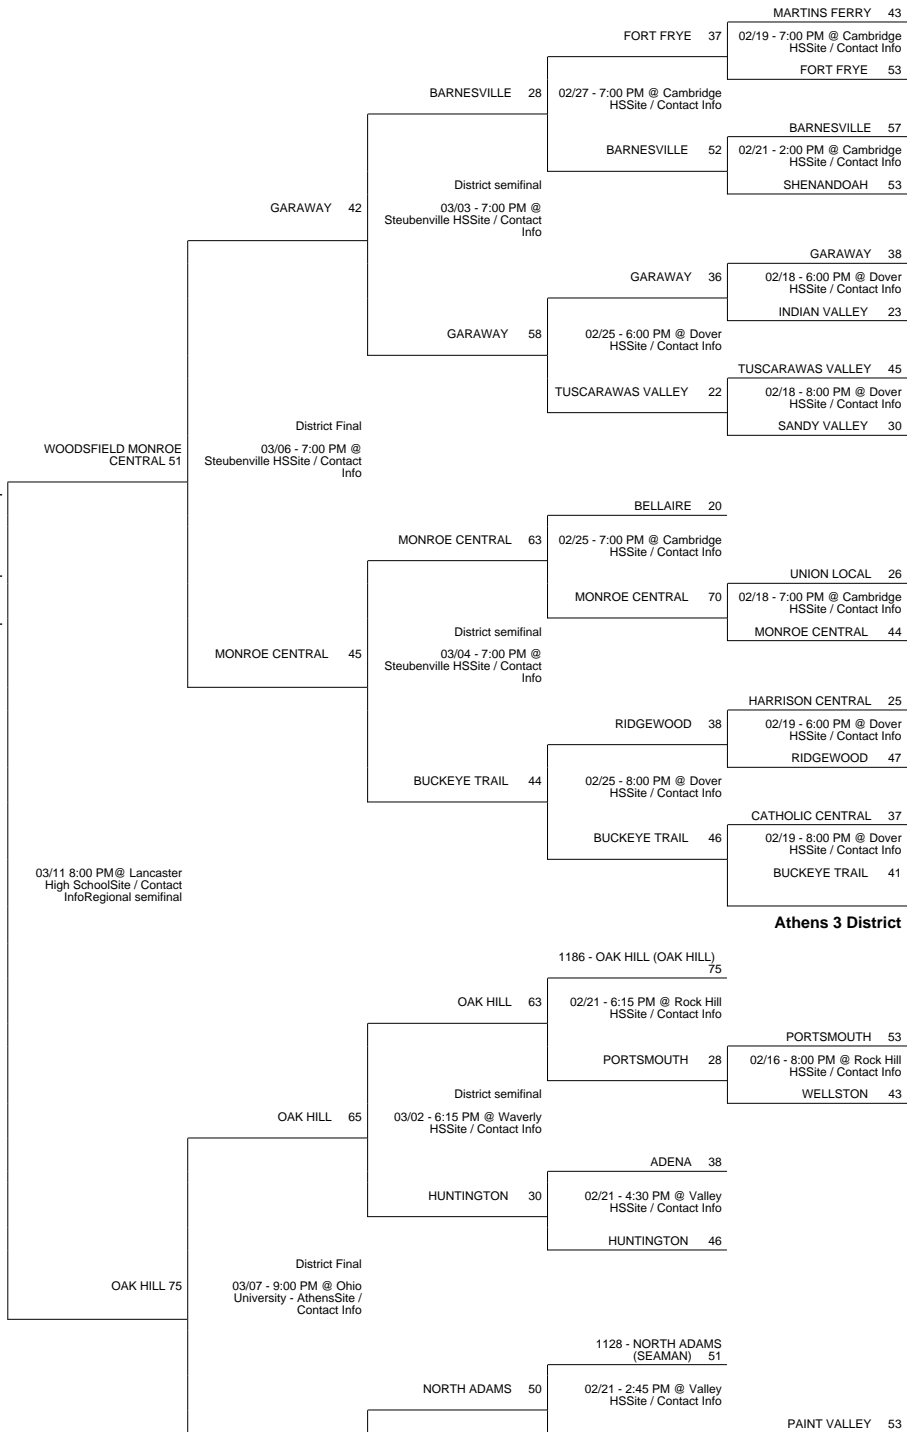 MARTINS FERRY 43
FORT FRYE 37
02/19 - 7:00 PM @ Cambridge
HSSite / Contact Info
FORT FRYE 53
BARNESVILLE 28
02/27 - 7:00 PM @ Cambridge
HSSite / Contact Info
BARNESVILLE 57
BARNESVILLE 52
02/21 - 2:00 PM @ Cambridge
HSSite / Contact Info
SHENANDOAH 53
District semifinal
GARAWAY 42
03/03 - 7:00 PM @
Steubenville HSSite / Contact
Info
GARAWAY 38
GARAWAY 36
02/18 - 6:00 PM @ Dover
HSSite / Contact Info
INDIAN VALLEY 23
GARAWAY 58
02/25 - 6:00 PM @ Dover
HSSite / Contact Info
TUSCARAWAS VALLEY 45
TUSCARAWAS VALLEY 22
02/18 - 8:00 PM @ Dover
HSSite / Contact Info
SANDY VALLEY 30
District Final
WOODSFIELD MONROE
CENTRAL 51
03/06 - 7:00 PM @
Steubenville HSSite / Contact
Info
BELLAIRE 20
MONROE CENTRAL 63
02/25 - 7:00 PM @ Cambridge
HSSite / Contact Info
UNION LOCAL 26
MONROE CENTRAL 70
02/18 - 7:00 PM @ Cambridge
HSSite / Contact Info
MONROE CENTRAL 44
District semifinal
MONROE CENTRAL 45
03/04 - 7:00 PM @
Steubenville HSSite / Contact
Info
HARRISON CENTRAL 25
RIDGEWOOD 38
02/19 - 6:00 PM @ Dover
HSSite / Contact Info
RIDGEWOOD 47
BUCKEYE TRAIL 44
02/25 - 8:00 PM @ Dover
HSSite / Contact Info
CATHOLIC CENTRAL 37
BUCKEYE TRAIL 46
02/19 - 8:00 PM @ Dover
HSSite / Contact Info
BUCKEYE TRAIL 41
03/11 8:00 PM@ Lancaster
High SchoolSite / Contact
InfoRegional semifinal
Athens 3 District
1186 - OAK HILL (OAK HILL)
75
OAK HILL 63
02/21 - 6:15 PM @ Rock Hill
HSSite / Contact Info
PORTSMOUTH 53
PORTSMOUTH 28
02/16 - 8:00 PM @ Rock Hill
HSSite / Contact Info
WELLSTON 43
District semifinal
OAK HILL 65
03/02 - 6:15 PM @ Waverly
HSSite / Contact Info
ADENA 38
HUNTINGTON 30
02/21 - 4:30 PM @ Valley
HSSite / Contact Info
HUNTINGTON 46
District Final
OAK HILL 75
03/07 - 9:00 PM @ Ohio
University - AthensSite /
Contact Info
1128 - NORTH ADAMS
(SEAMAN) 51
NORTH ADAMS 50
02/21 - 2:45 PM @ Valley
HSSite / Contact Info
PAINT VALLEY 53